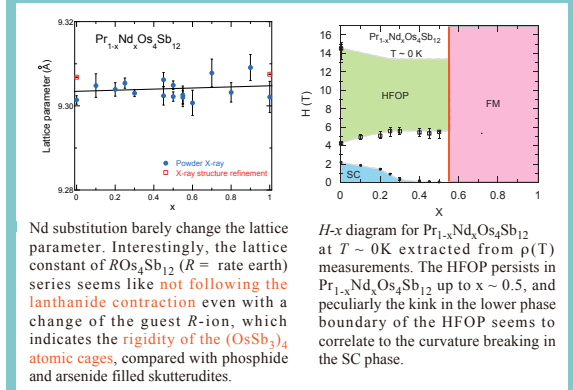 9.32
Pr1-xNdxOs4Sb12
Lattice parameter (Å)
9.30
Powder X-ray
X-ray structure refinement
9.28
0 0.2 0.4 0.6 0.8 1
x
Nd substitution barely change the lattice
parameter. Interestingly, the lattice
constant of ROs4Sb12 (R = rate earth)
series seems like not following the
lanthanide contraction even with a
change of the guest R-ion, which
indicates the rigidity of the (OsSb3)4
atomic cages, compared with phosphide
and arsenide filled skutterudites.
16
14
12
10
8
6
4
2
0
H (T)
Pr1-xNdxOs4Sb12
T ~ 0 K
HFOP
FM
SC
0 0.2 0.4 0.6 0.8 1
X
H-x diagram for Pr1-xNdxOs4Sb12
at T ~ 0K extracted from ρ(T)
measurements. The HFOP persists in
Pr1-xNdxOs4Sb12 up to x ~ 0.5, and
peculiarly the kink in the lower phase
boundary of the HFOP seems to
correlate to the curvature breaking in
the SC phase.